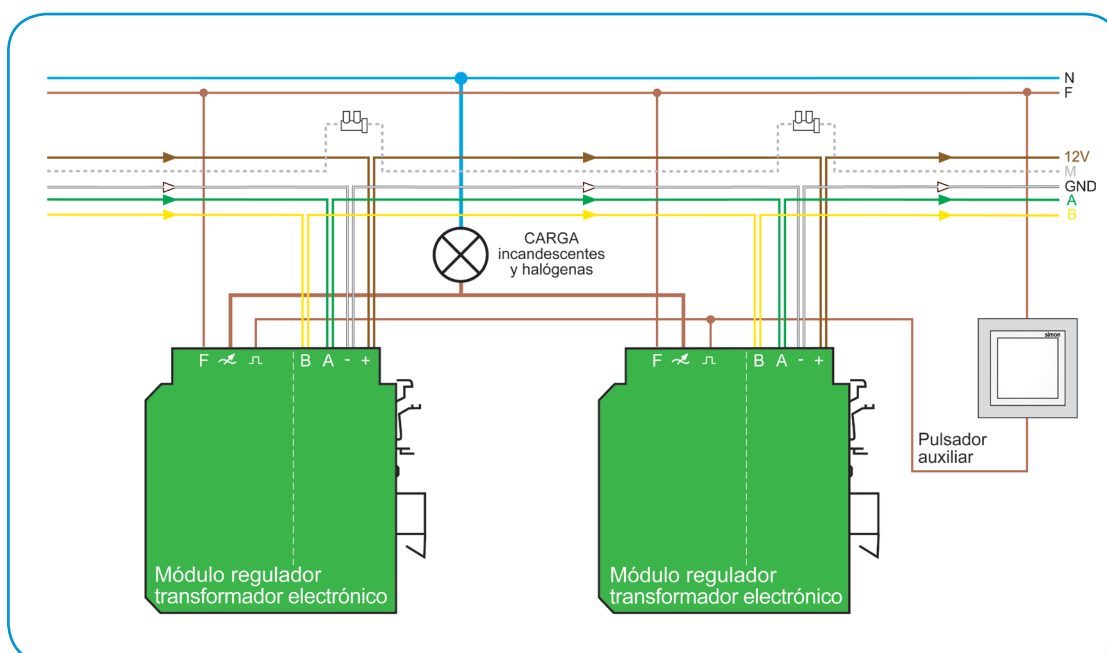 N
F
12V
M
GND
A
B
CARGA
incandescentes
y halógenas
simon
F
B A - +
F
B A - +
Pulsador
auxiliar
Módulo regulador
transformador electrónico
Módulo regulador
transformador electrónico